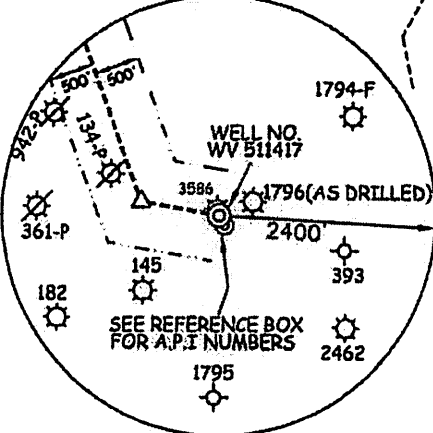 500'
500'
1794-F
942-P
134-P
WELL NO.
WV 511417
3586
1796(AS DRILLED)
361-P
2400'
393
145
182
SEE REFERENCE BOX
FOR A.P.I NUMBERS
2462
1795